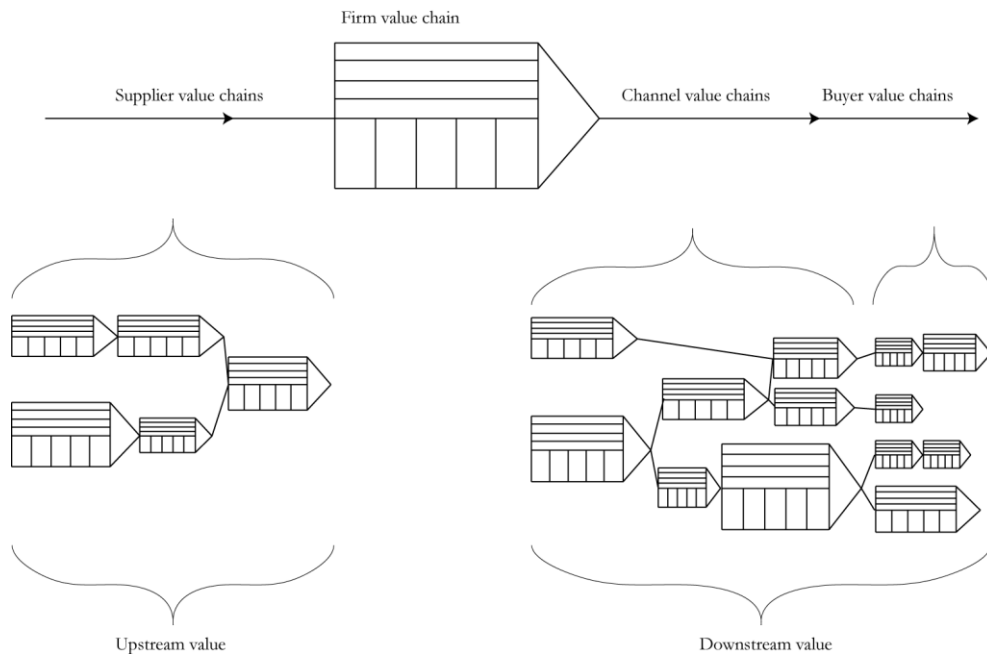 Firm value chain
Supplier value chains
Channel value chains
Buyer value chains
Upstream value
Downstream value